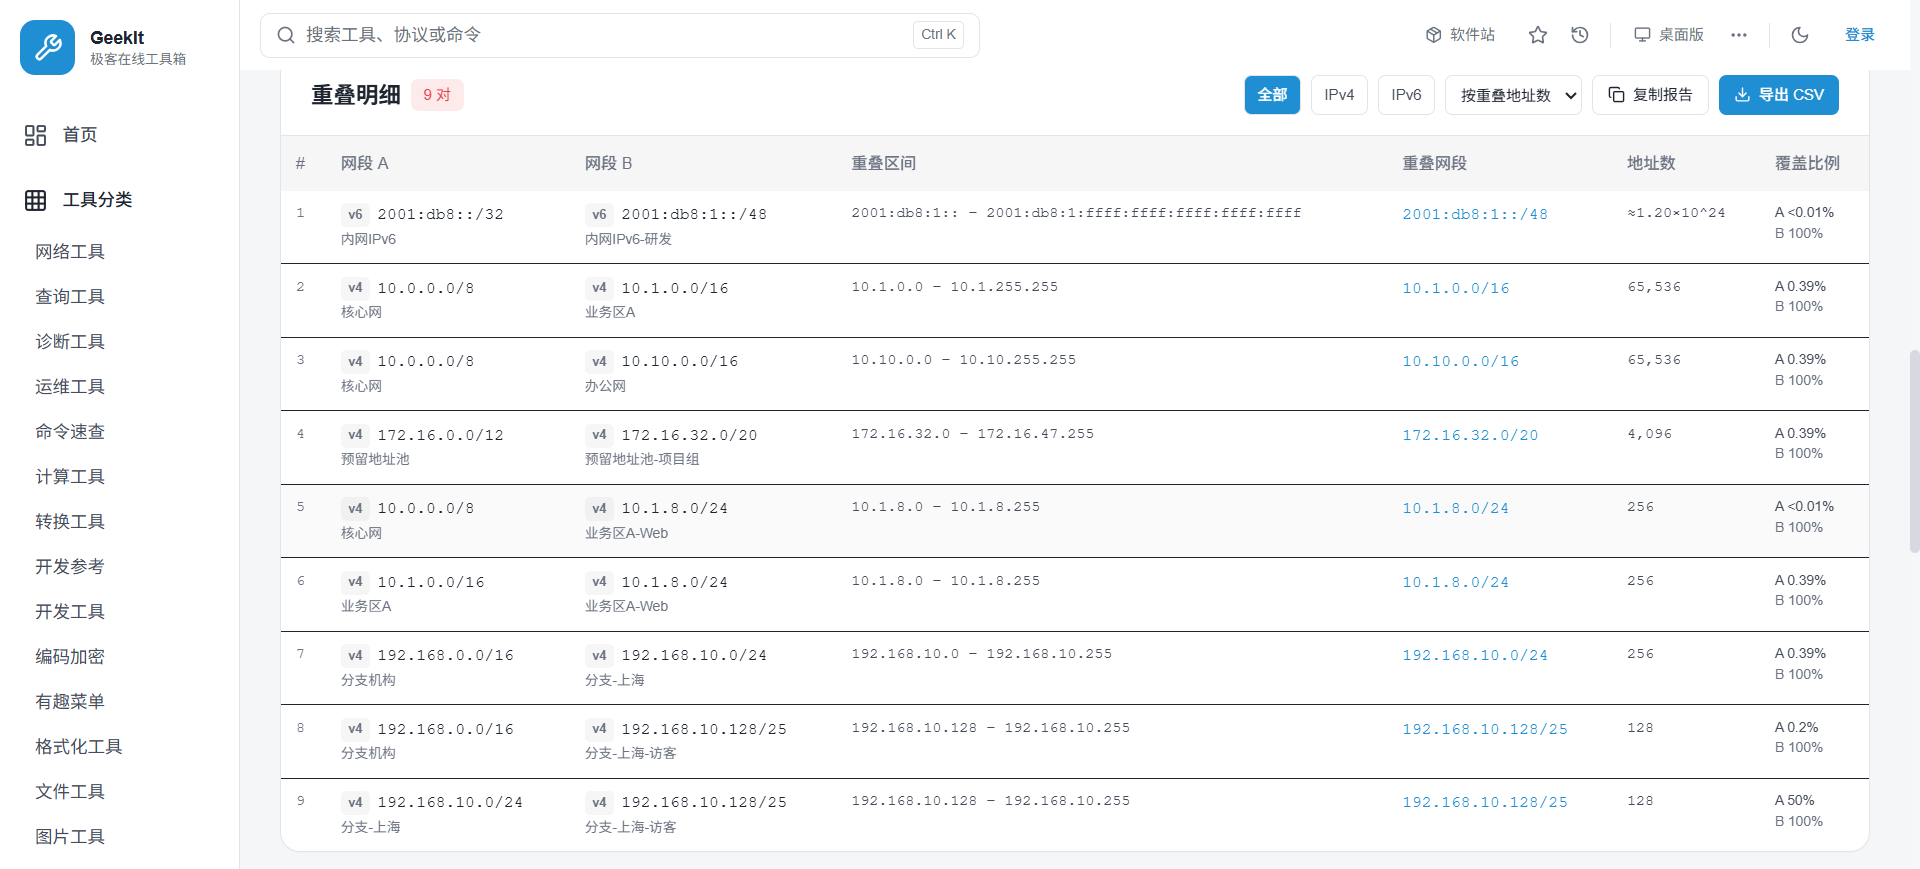 GeekIt
极客在线工具箱
搜索工具、协议或命令
Ctrl K
软件站
桌面版
登录
首页
工具分类
网络工具
查询工具
诊断工具
运维工具
命令速查
计算工具
转换工具
开发参考
开发工具
编码加密
有趣菜单
格式化工具
文件工具
图片工具
重叠明细 9 对
全部 IPv4 IPv6 按重叠地址数 复制报告 导出 CSV
# 网段 A 网段 B 重叠区间 重叠网段 地址数 覆盖比例
1 v6 2001:db8::/32 v6 2001:db8:1::/48 2001:db8:1:: – 2001:db8:1:ffff:ffff:ffff:ffff:ffff 2001:db8:1::/48 ≈1.20×10^24 A <0.01%
内网IPv6 内网IPv6-研发 B 100%
2 v4 10.0.0.0/8 v4 10.1.0.0/16 10.1.0.0 – 10.1.255.255 10.1.0.0/16 65,536 A 0.39%
核心网 业务区A B 100%
3 v4 10.0.0.0/8 v4 10.10.0.0/16 10.10.0.0 – 10.10.255.255 10.10.0.0/16 65,536 A 0.39%
核心网 办公网 B 100%
4 v4 172.16.0.0/12 v4 172.16.32.0/20 172.16.32.0 – 172.16.47.255 172.16.32.0/20 4,096 A 0.39%
预留地址池 预留地址池-项目组 B 100%
5 v4 10.0.0.0/8 v4 10.1.8.0/24 10.1.8.0 – 10.1.8.255 10.1.8.0/24 256 A <0.01%
核心网 业务区A-Web B 100%
6 v4 10.1.0.0/16 v4 10.1.8.0/24 10.1.8.0 – 10.1.8.255 10.1.8.0/24 256 A 0.39%
业务区A 业务区A-Web B 100%
7 v4 192.168.0.0/16 v4 192.168.10.0/24 192.168.10.0 – 192.168.10.255 192.168.10.0/24 256 A 0.39%
分支机构 分支-上海 B 100%
8 v4 192.168.0.0/16 v4 192.168.10.128/25 192.168.10.128 – 192.168.10.255 192.168.10.128/25 128 A 0.2%
分支机构 分支-上海-访客 B 100%
9 v4 192.168.10.0/24 v4 192.168.10.128/25 192.168.10.128 – 192.168.10.255 192.168.10.128/25 128 A 50%
分支-上海 分支-上海-访客 B 100%